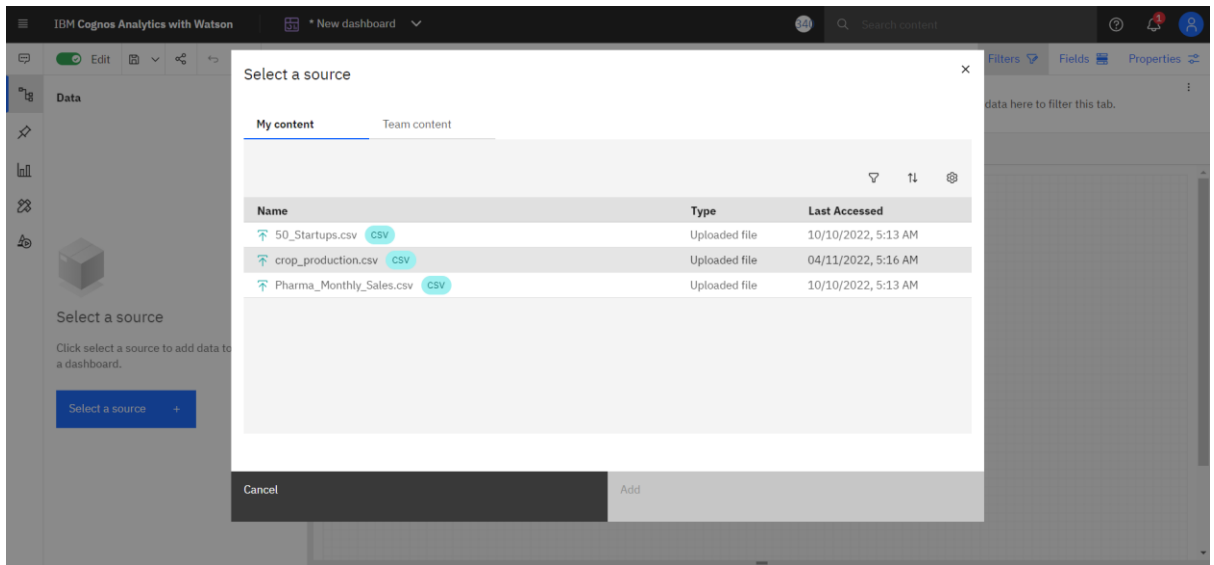 IBM Cognos Analytics with Watson
* New dashboard
Search content
1
Edit
Filters
Fields
Properties
Data
data here to filter this tab.
Select a source
My content
Team content
Name Type Last Accessed
50_Startups.csv CSV Uploaded file 10/10/2022, 5:13 AM
crop_production.csv CSV Uploaded file 04/11/2022, 5:16 AM
Pharma_Monthly_Sales.csv CSV Uploaded file 10/10/2022, 5:13 AM
Select a source
Click select a source to add data to
a dashboard.
Select a source +
Cancel
Add